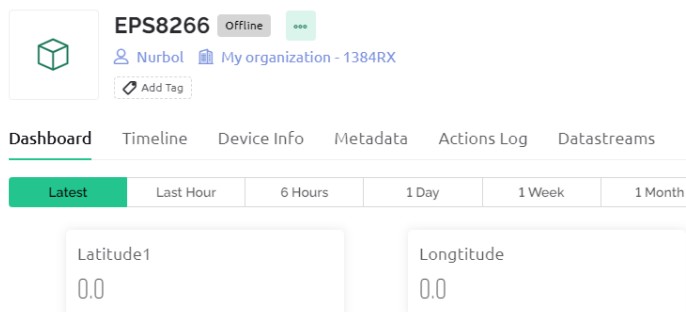 EPS8266 Offline
Nurbol My organization - 1384RX
Add Tag
Dashboard Timeline Device Info Metadata Actions Log Datastreams
Latest Last Hour 6 Hours 1 Day 1 Week 1 Month
Latitude1 Longtitude
0.0 0.0